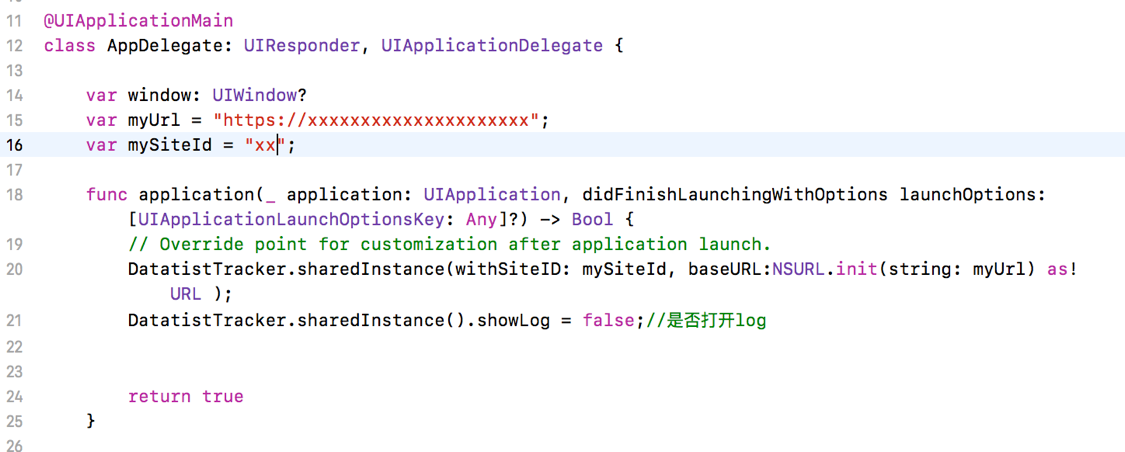 11 @UIApplicationMain
12 class AppDelegate: UIResponder, UIApplicationDelegate {
13
14 var window: UIWindow?
15 var myUrl = "https://xxxxxxxxxxxxxxxxxxxxx";
16 var mySiteId = "xx";
17
18 func application(_ application: UIApplication, didFinishLaunchingWithOptions launchOptions:
[UIApplicationLaunchOptionsKey: Any]?) -> Bool {
19 // Override point for customization after application launch.
20 DatatistTracker.sharedInstance(withSiteID: mySiteId, baseURL:NSURL.init(string: myUrl) as!
URL );
21 DatatistTracker.sharedInstance().showLog = false;//是否打开log
22
23
24 return true
25 }
26